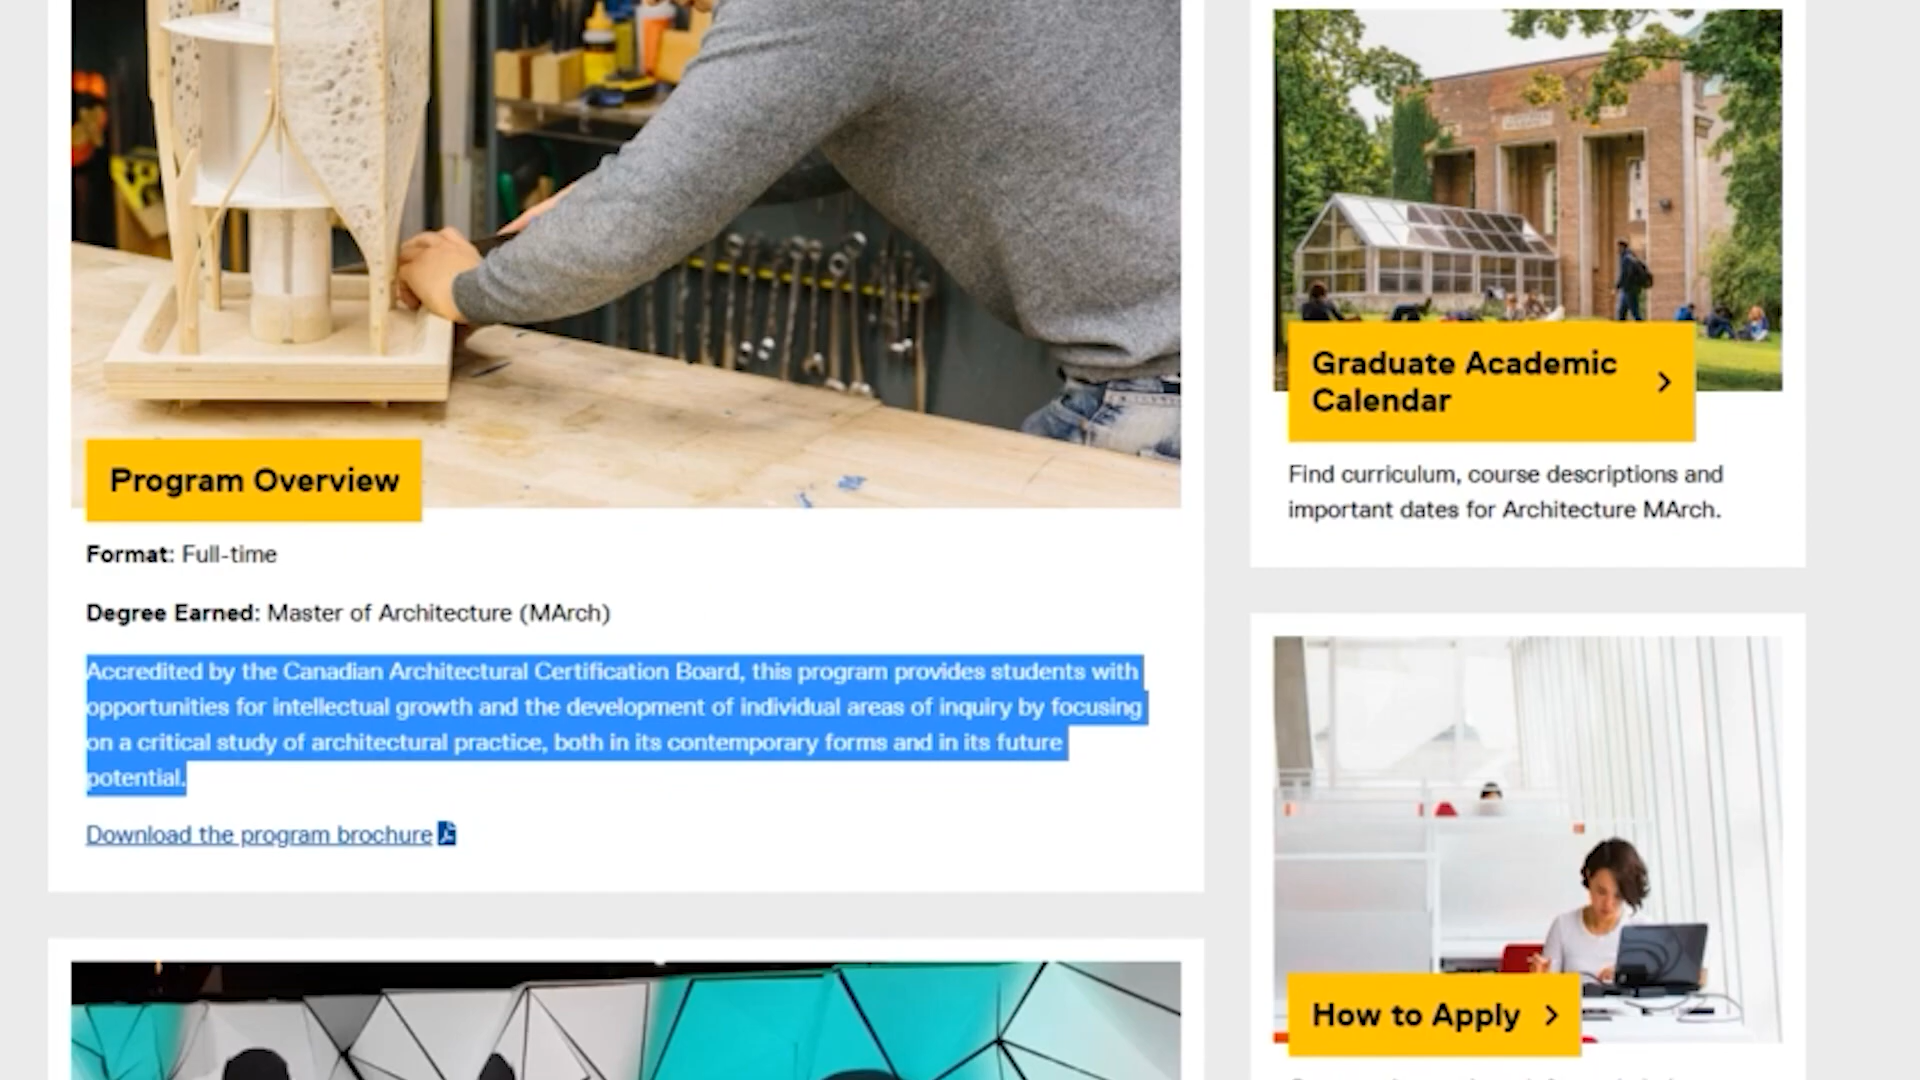 Program Overview
Format: Full-time
Degree Earned: Master of Architecture (MArch)
Accredited by the Canadian Architectural Certification Board, this program provides students with
opportunities for intellectual growth and the development of individual areas of inquiry by focusing
on a critical study of architectural practice, both in its contemporary forms and in its future
potential.
Download the program brochure
Graduate Academic
Calendar
Find curriculum, course descriptions and
important dates for Architecture MArch.
How to Apply